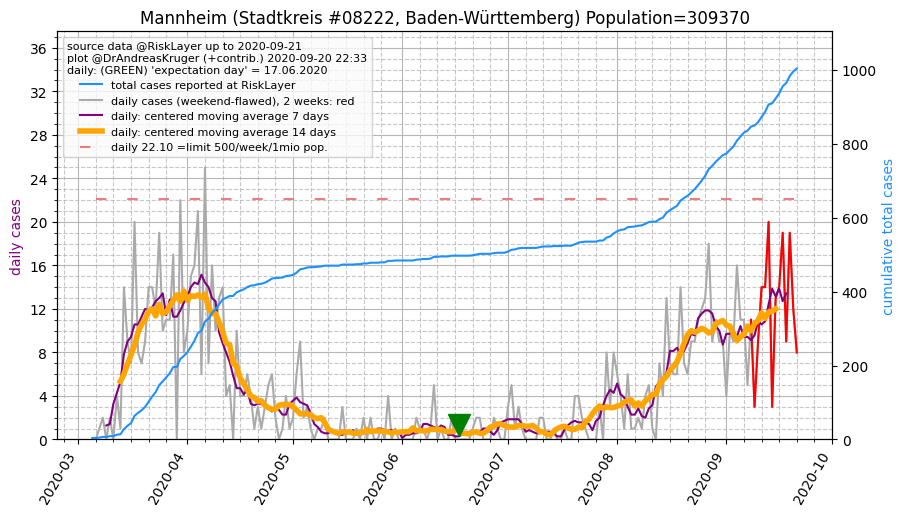 Mannheim (Stadtkreis #08222, Baden-Württemberg) Population=309370
source data @RiskLayer up to 2020-09-21
plot @DrAndreasKruger (+contrib.) 2020-09-20 22:33
daily: (GREEN) 'expectation day' = 17.06.2020
total cases reported at RiskLayer
daily cases (weekend-flawed), 2 weeks: red
daily: centered moving average 7 days
daily: centered moving average 14 days
daily 22.10 =limit 500/week/1mio pop.
daily cases
36
32
28
24
20
16
12
8
4
0
cumulative total cases
1000
800
600
400
200
0
2020-03
2020-04
2020-05
2020-06
2020-07
2020-08
2020-09
2020-10